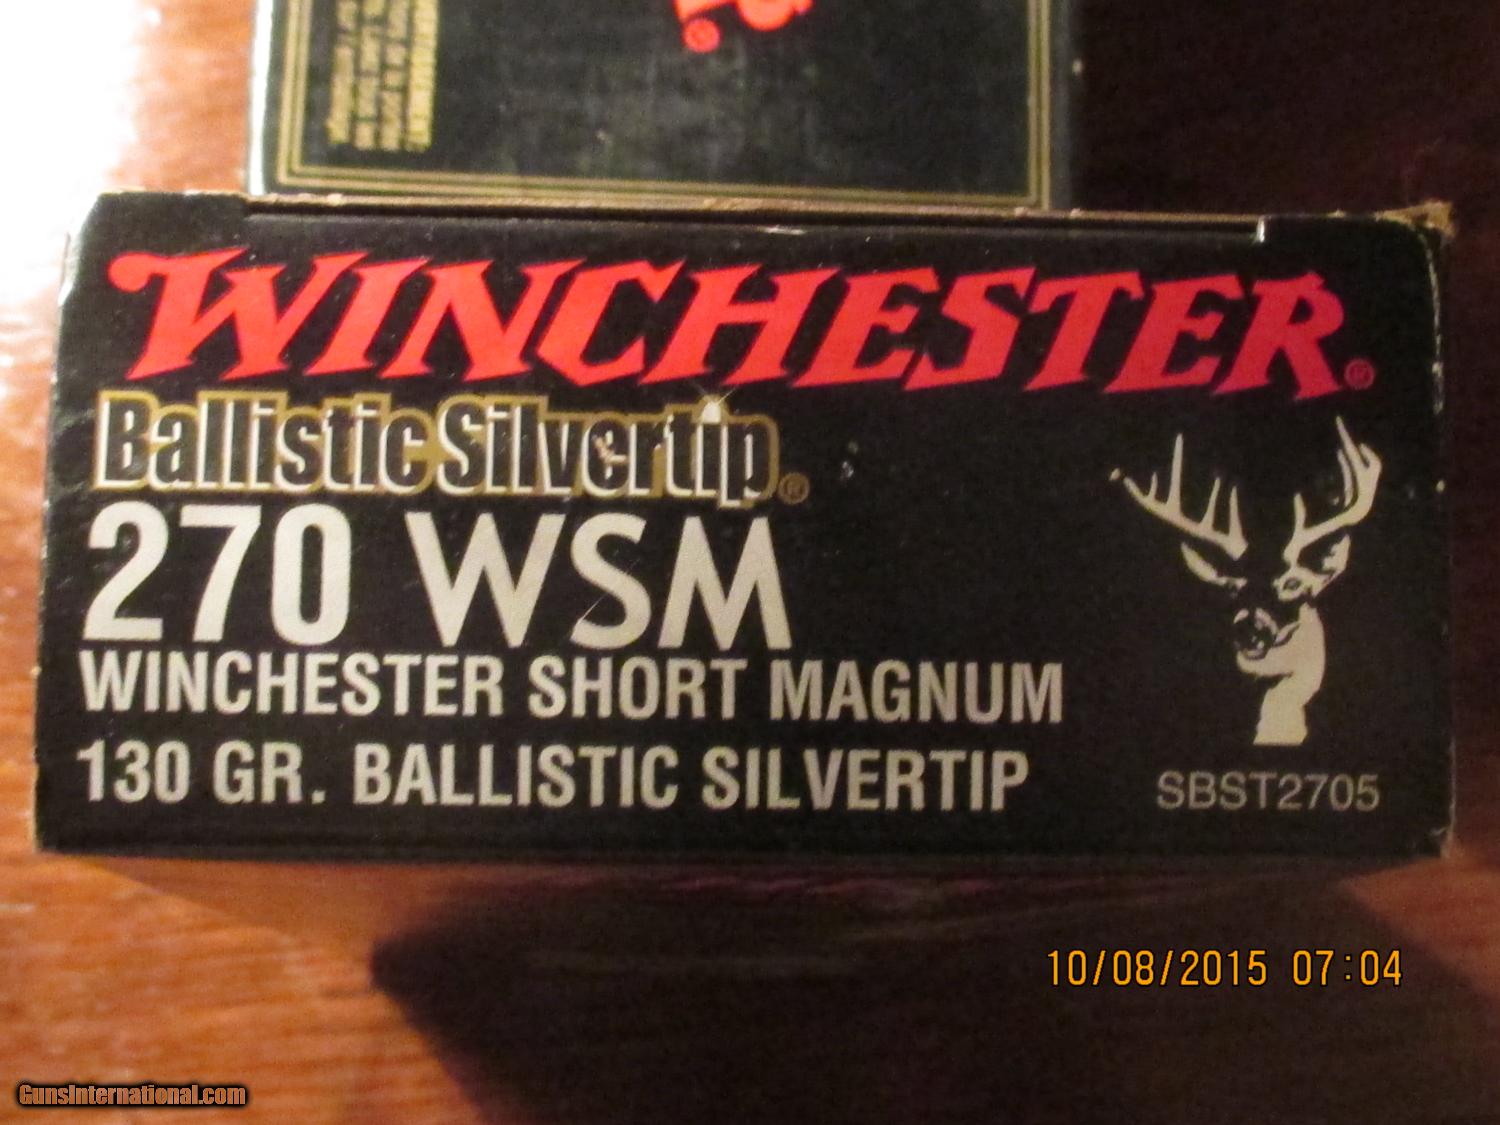 WINCHESTER®
Ballistic Silvertip®
270 WSM
WINCHESTER SHORT MAGNUM
130 GR. BALLISTIC SILVERTIP
SBST2705
10/08/2015 07:04
GunsInternational.com